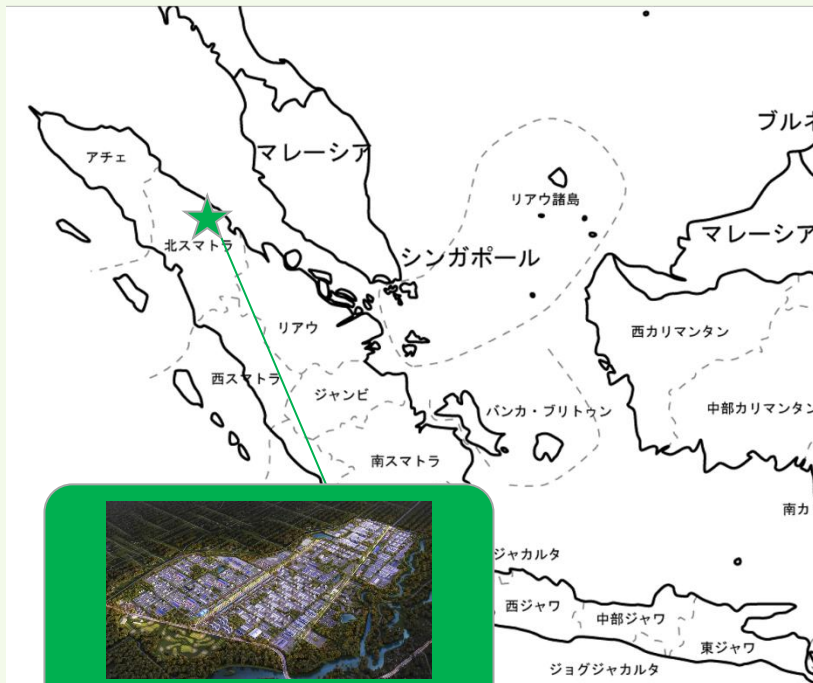 ブルネ
アチェ
マレーシア
リアウ諸島
北スマトラ
シンガポール
マレーシア
リアウ
西カリマンタン
西スマトラ
ジャンビ
バンカ・ブリトゥン
中部カリマンタン
南スマトラ
南カ
ジャカルタ
西ジャワ
中部ジャワ
東ジャワ
ジョグジャカルタ